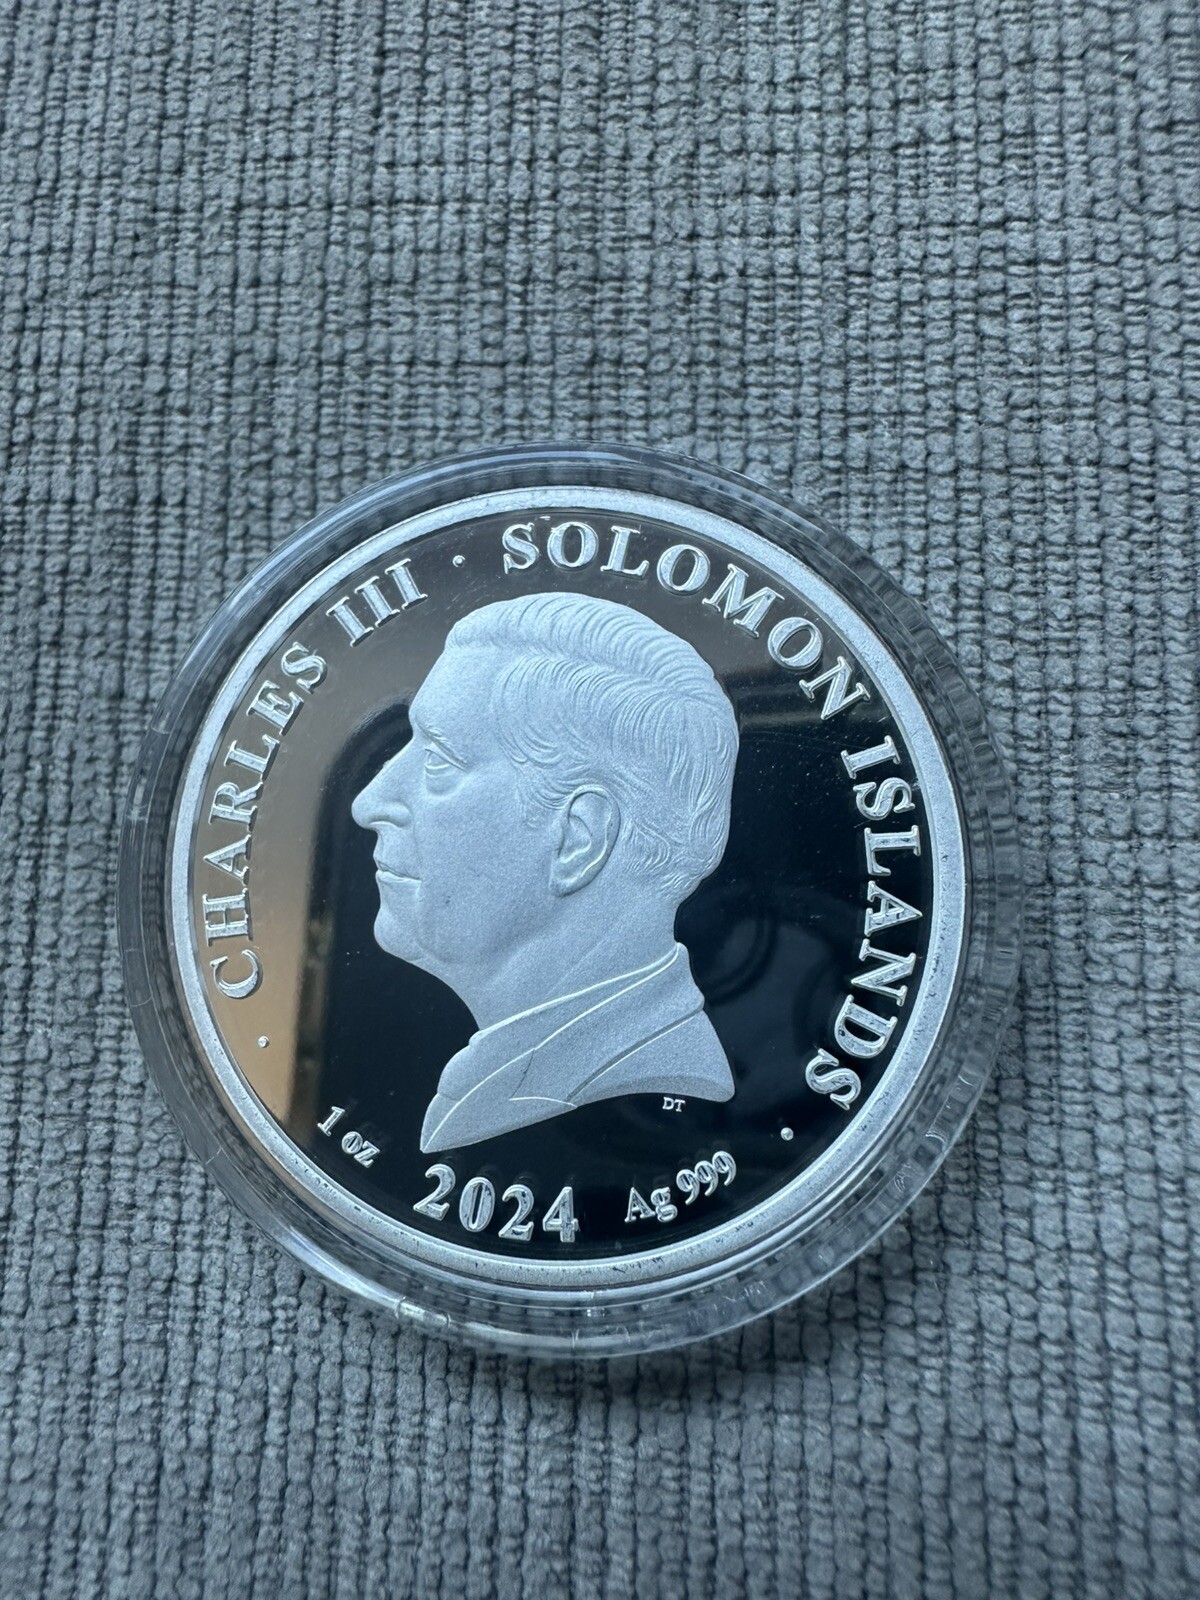 CHARLES III · SOLOMON ISLANDS
DT
1 oz 2024 Ag 999